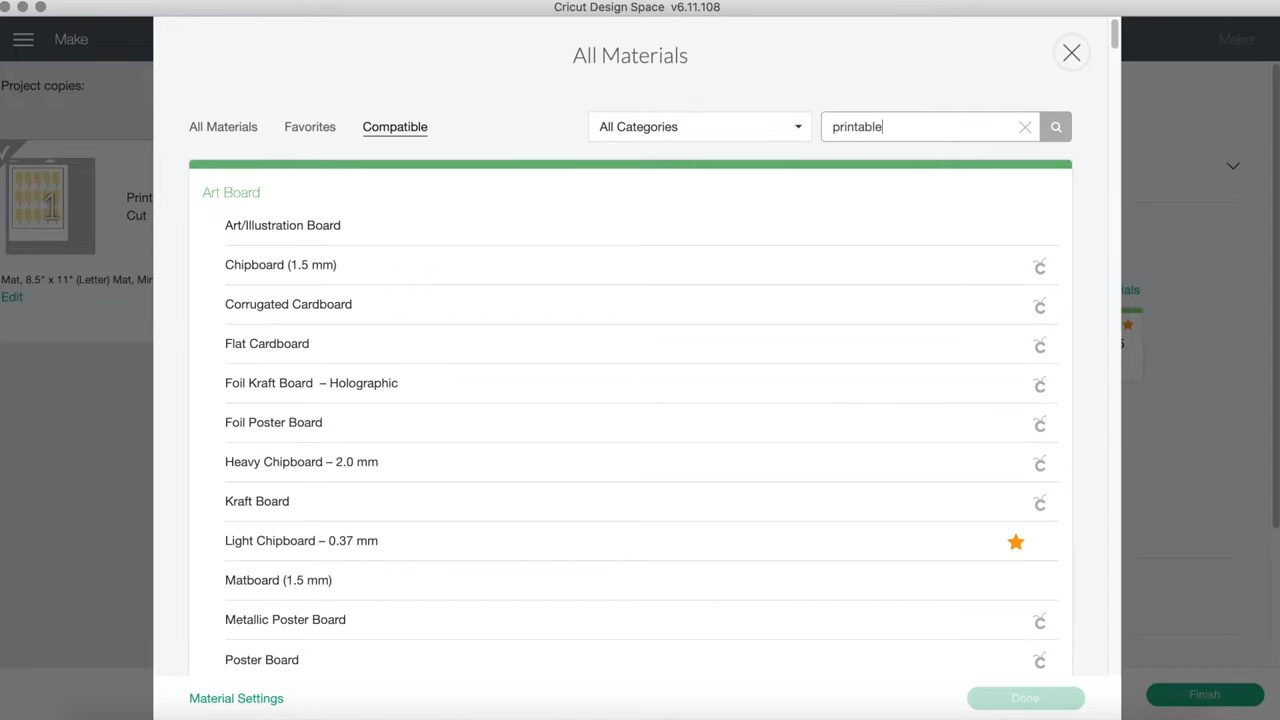 Cricut Design Space v6.11.108
Make
Maker
All Materials
Project copies:
All Materials
Favorites
Compatible
All Categories
printable
Art Board
Art/Illustration Board
Chipboard (1.5 mm)
Corrugated Cardboard
Flat Cardboard
Foil Kraft Board – Holographic
Foil Poster Board
Heavy Chipboard – 2.0 mm
Kraft Board
Light Chipboard – 0.37 mm
Matboard (1.5 mm)
Metallic Poster Board
Poster Board
1
Print
Cut
Mat, 8.5" x 11" (Letter) Mat, Mir
Edit
ials
Material Settings
Done
Finish